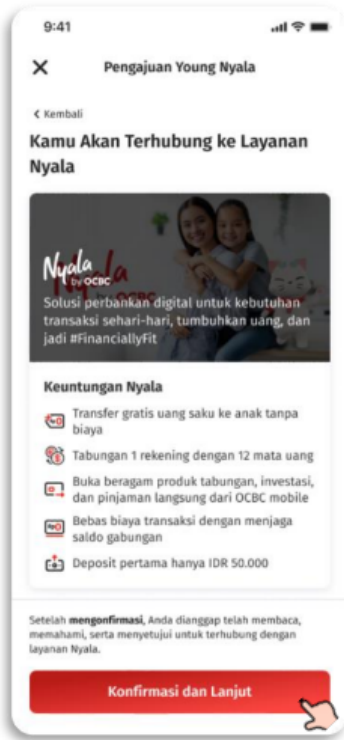 9:41
Pengajuan Young Nyala
Kembali
Kamu Akan Terhubung ke Layanan
Nyala
Nyala
by OCBC
Solusi perbankan digital untuk kebutuhan
transaksi sehari-hari, tumbuhkan uang, dan
jadi #FinanciallyFit
Keuntungan Nyala
Transfer gratis uang saku ke anak tanpa
biaya
Tabungan 1 rekening dengan 12 mata uang
Buka beragam produk tabungan, investasi,
dan pinjaman langsung dari OCBC mobile
Bebas biaya transaksi dengan menjaga
saldo gabungan
Deposit pertama hanya IDR 50.000
Setelah mengonfirmasi, Anda dianggap telah membaca,
memahami, serta menyetujui untuk terhubung dengan
layanan Nyala.
Konfirmasi dan Lanjut